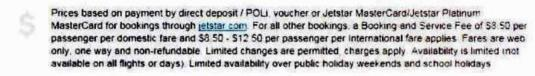 $
Prices based on payment by direct deposit / POLi, voucher or Jetstar MasterCard/Jetstar Platinum
MasterCard for bookings through jetstar.com. For all other bookings, a Booking and Service Fee of $8.50 per
passenger per domestic fare and $8.50 - $12.50 per passenger per international fare applies. Fares are web
only, one way and non-refundable. Limited changes are permitted, charges apply. Availability is limited (not
available on all flights or days). Limited availability over public holiday weekends and school holidays